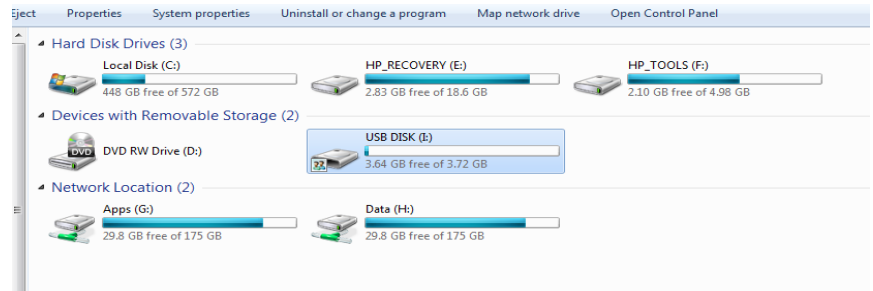 Eject Properties System properties Uninstall or change a program Map network drive Open Control Panel
Hard Disk Drives (3)
Local Disk (C:) HP_RECOVERY (E:) HP_TOOLS (F:)
448 GB free of 572 GB 2.83 GB free of 18.6 GB 2.10 GB free of 4.98 GB
Devices with Removable Storage (2)
USB DISK (I:)
DVD DVD RW Drive (D:)
3.64 GB free of 3.72 GB
Network Location (2)
Apps (G:) Data (H:)
29.8 GB free of 175 GB 29.8 GB free of 175 GB